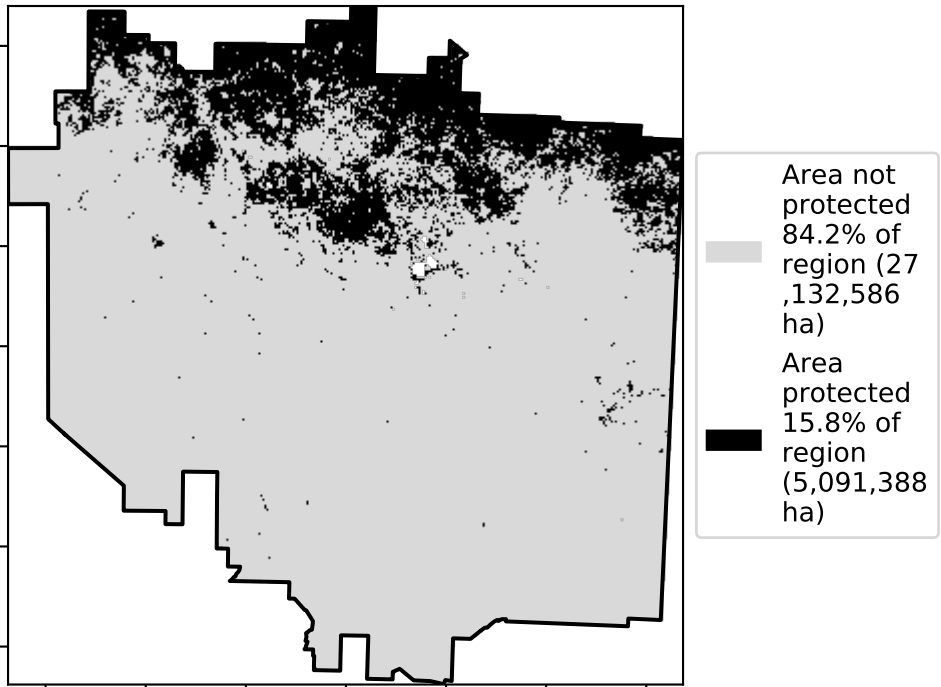 Area not
protected
84.2% of
region (27
,132,586
ha)
Area
protected
15.8% of
region
(5,091,388
ha)